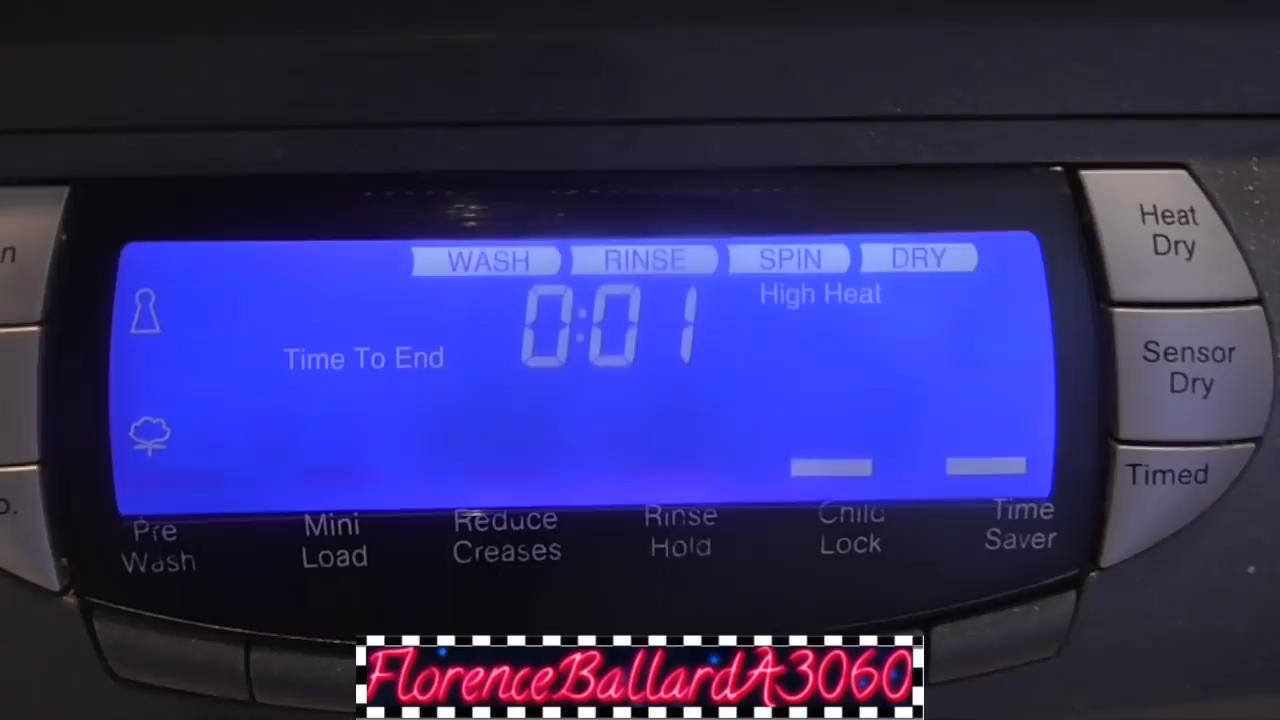 WASH RINSE SPIN DRY
High Heat
Time To End 0:01
Heat
Dry
Sensor
Dry
Timed
Pre
Wash
Mini
Load
Reduce
Creases
Rinse
Hold
Child
Lock
Time
Saver
FlorenceBallardA3060